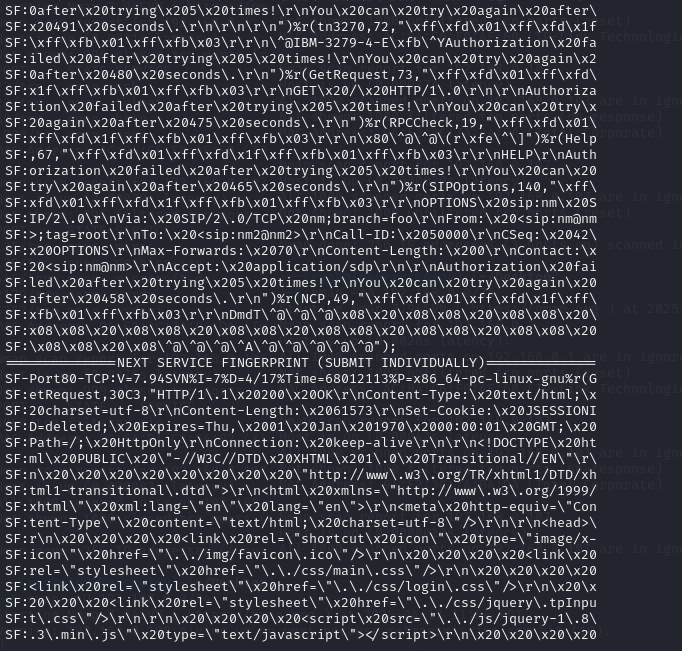 SF:0after\x20trying\x205\x20times!\r\nYou\x20can\x20try\x20again\x20after\
SF:x20491\x20seconds\.\r\n\r\n\r\n")%r(tn3270,72,"\xff\xfd\x01\xff\xfd\x1f
SF:\xff\xfb\x01\xff\xfb\x03\r\r\n\^@IBM-3279-4-E\xfb\^YAuthorization\x20fa
SF:iled\x20after\x20trying\x205\x20times!\r\nYou\x20can\x20try\x20again\x2
SF:0after\x20480\x20seconds\.\r\n")%r(GetRequest,73,"\xff\xfd\x01\xff\xfd\
SF:x1f\xff\xfb\x01\xff\xfb\x03\r\r\nGET\x20/\x20HTTP/1\.0\r\n\r\nAuthoriza
SF:tion\x20failed\x20after\x20trying\x205\x20times!\r\nYou\x20can\x20try\x
SF:20again\x20after\x20475\x20seconds\.\r\n")%r(RPCCheck,19,"\xff\xfd\x01\
SF:xff\xfd\x1f\xff\xfb\x01\xff\xfb\x03\r\r\n\x80\^@\^@\(r\xfe\^\]")%r(Help
SF:,67,"\xff\xfd\x01\xff\xfd\x1f\xff\xfb\x01\xff\xfb\x03\r\r\nHELP\r\nAuth
SF:orization\x20failed\x20after\x20trying\x205\x20times!\r\nYou\x20can\x20
SF:try\x20again\x20after\x20465\x20seconds\.\r\n")%r(SIPOptions,140,"\xff\
SF:xfd\x01\xff\xfd\x1f\xff\xfb\x01\xff\xfb\x03\r\r\nOPTIONS\x20sip:nm\x20S
SF:IP/2\.0\r\nVia:\x20SIP/2\.0/TCP\x20nm;branch=foo\r\nFrom:\x20<sip:nm@nm
SF:>;tag=root\r\nTo:\x20<sip:nm2@nm2>\r\nCall-ID:\x2050000\r\nCSeq:\x2042\
SF:x20OPTIONS\r\nMax-Forwards:\x2070\r\nContent-Length:\x200\r\nContact:\x
SF:20<sip:nm@nm>\r\nAccept:\x20application/sdp\r\n\r\nAuthorization\x20fai
SF:led\x20after\x20trying\x205\x20times!\r\nYou\x20can\x20try\x20again\x20
SF:after\x20458\x20seconds\.\r\n")%r(NCP,49,"\xff\xfd\x01\xff\xfd\x1f\xff\
SF:xfb\x01\xff\xfb\x03\r\r\nDmdT\^@\^@\^@\x08\x20\x08\x08\x20\x08\x08\x20\
SF:x08\x08\x20\x08\x08\x20\x08\x08\x20\x08\x08\x20\x08\x08\x20\x08\x08\x20
SF:\x08\x08\x20\x08\^@\^@\^@\^A\^@\^@\^@\^@\^@");
==============NEXT SERVICE FINGERPRINT (SUBMIT INDIVIDUALLY)==============
SF-Port80-TCP:V=7.94SVN%I=7%D=4/17%Time=68012113%P=x86_64-pc-linux-gnu%r(G
SF:etRequest,30C3,"HTTP/1\.1\x20200\x20OK\r\nContent-Type:\x20text/html;\x
SF:20charset=utf-8\r\nContent-Length:\x2061573\r\nSet-Cookie:\x20JSESSIONI
SF:D=deleted;\x20Expires=Thu,\x2001\x20Jan\x201970\x2000:00:01\x20GMT;\x20
SF:Path=/;\x20HttpOnly\r\nConnection:\x20keep-alive\r\n\r\n<!DOCTYPE\x20ht
SF:ml\x20PUBLIC\x20\"-//W3C//DTD\x20XHTML\x201\.0\x20Transitional//EN\"\r\
SF:n\x20\x20\x20\x20\x20\x20\x20\x20\"http://www\.w3\.org/TR/xhtml1/DTD/xh
SF:tml1-transitional\.dtd\">\r\n<html\x20xmlns=\"http://www\.w3\.org/1999/
SF:xhtml\"\x20xml:lang=\"en\"\x20lang=\"en\">\r\n<meta\x20http-equiv=\"Con
SF:tent-Type\"\x20content=\"text/html;\x20charset=utf-8\"/>\r\n\r\n<head>\
SF:r\n\x20\x20\x20\x20<link\x20rel=\"shortcut\x20icon\"\x20type=\"image/x-
SF:icon\"\x20href=\"\.\./img/favicon\.ico\"/>\r\n\x20\x20\x20\x20<link\x20
SF:rel=\"stylesheet\"\x20href=\"\.\./css/main\.css\"/>\r\n\x20\x20\x20\x20
SF:<link\x20rel=\"stylesheet\"\x20href=\"\.\./css/login\.css\"/>\r\n\x20\x
SF:20\x20\x20<link\x20rel=\"stylesheet\"\x20href=\"\.\./css/jquery\.tpInpu
SF:t\.css\"/>\r\n\r\n\x20\x20\x20\x20<script\x20src=\"\.\./js/jquery-1\.8\
SF:.3\.min\.js\"\x20type=\"text/javascript\"></script>\r\n\x20\x20\x20\x20